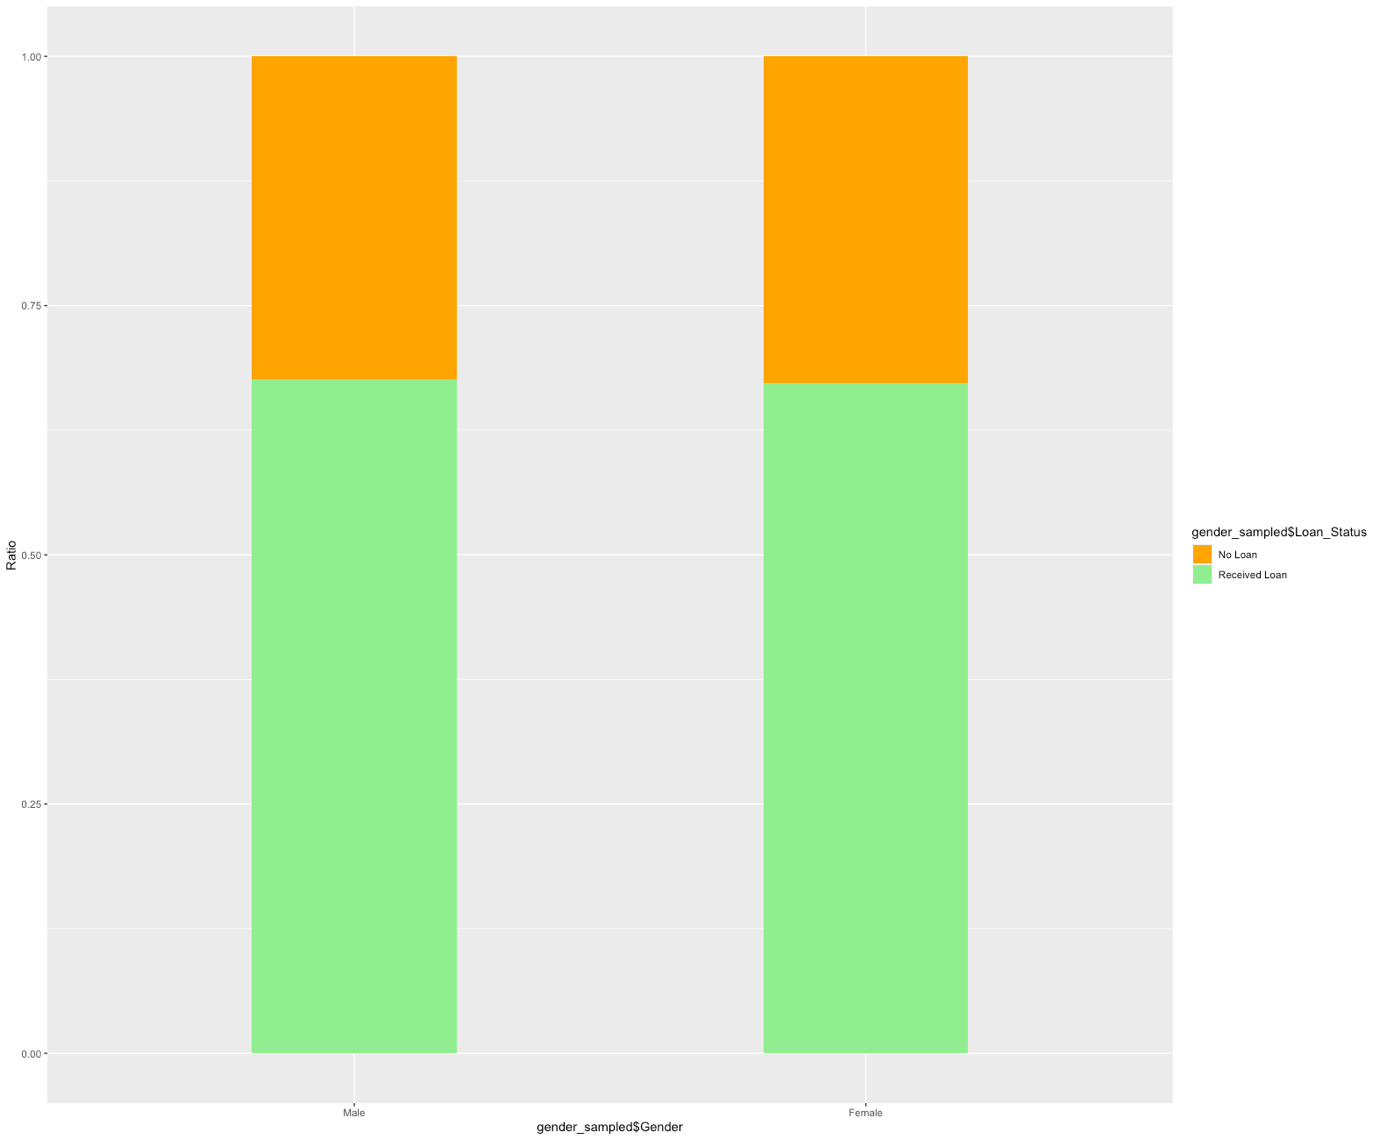 1.00
0.75
0.50
0.25
0.00
Ratio
Male
Female
gender_sampled$Gender
gender_sampled$Loan_Status
No Loan
Received Loan